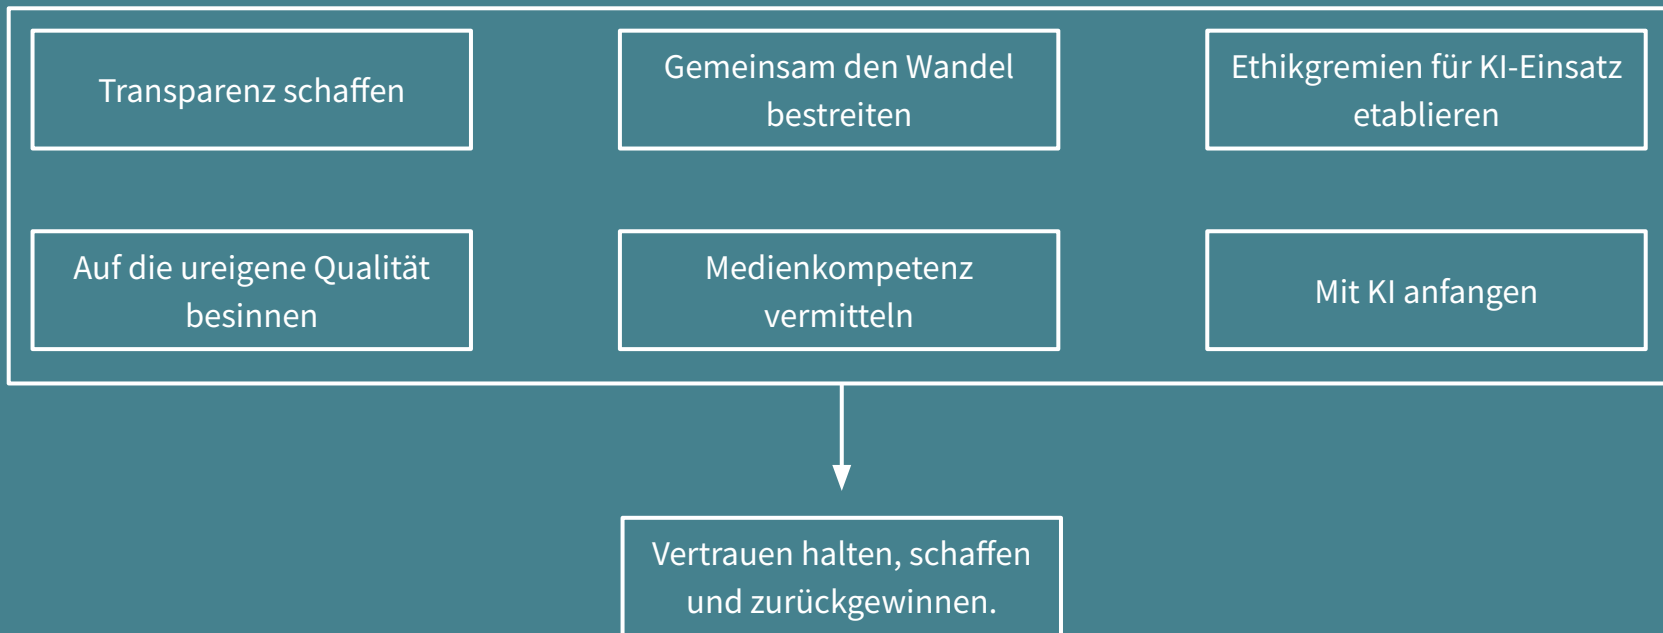 Transparenz schaffen
Gemeinsam den Wandel
bestreiten
Ethikgremien für KI-Einsatz
etablieren
Auf die ureigene Qualität
besinnen
Medienkompetenz
vermitteln
Mit KI anfangen
Vertrauen halten, schaffen
und zurückgewinnen.